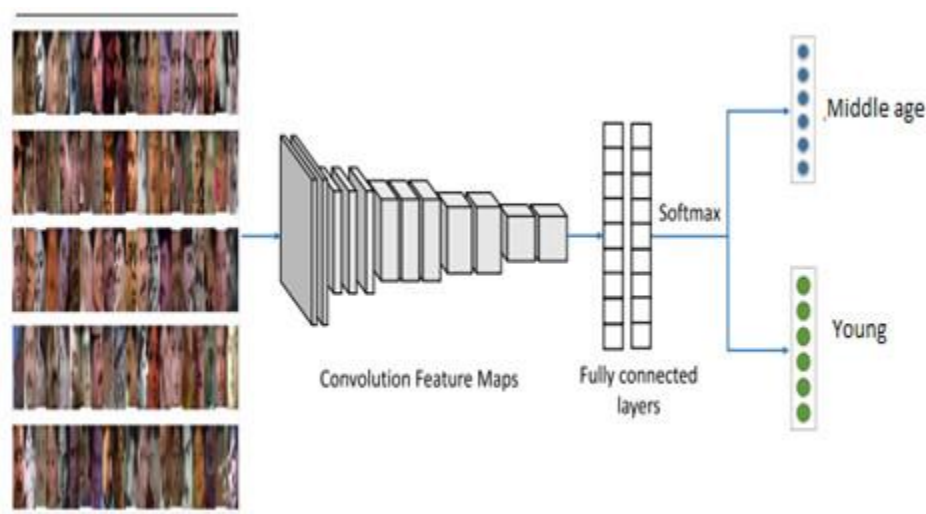 Middle age
Softmax
Young
Convolution Feature Maps
Fully connected
layers